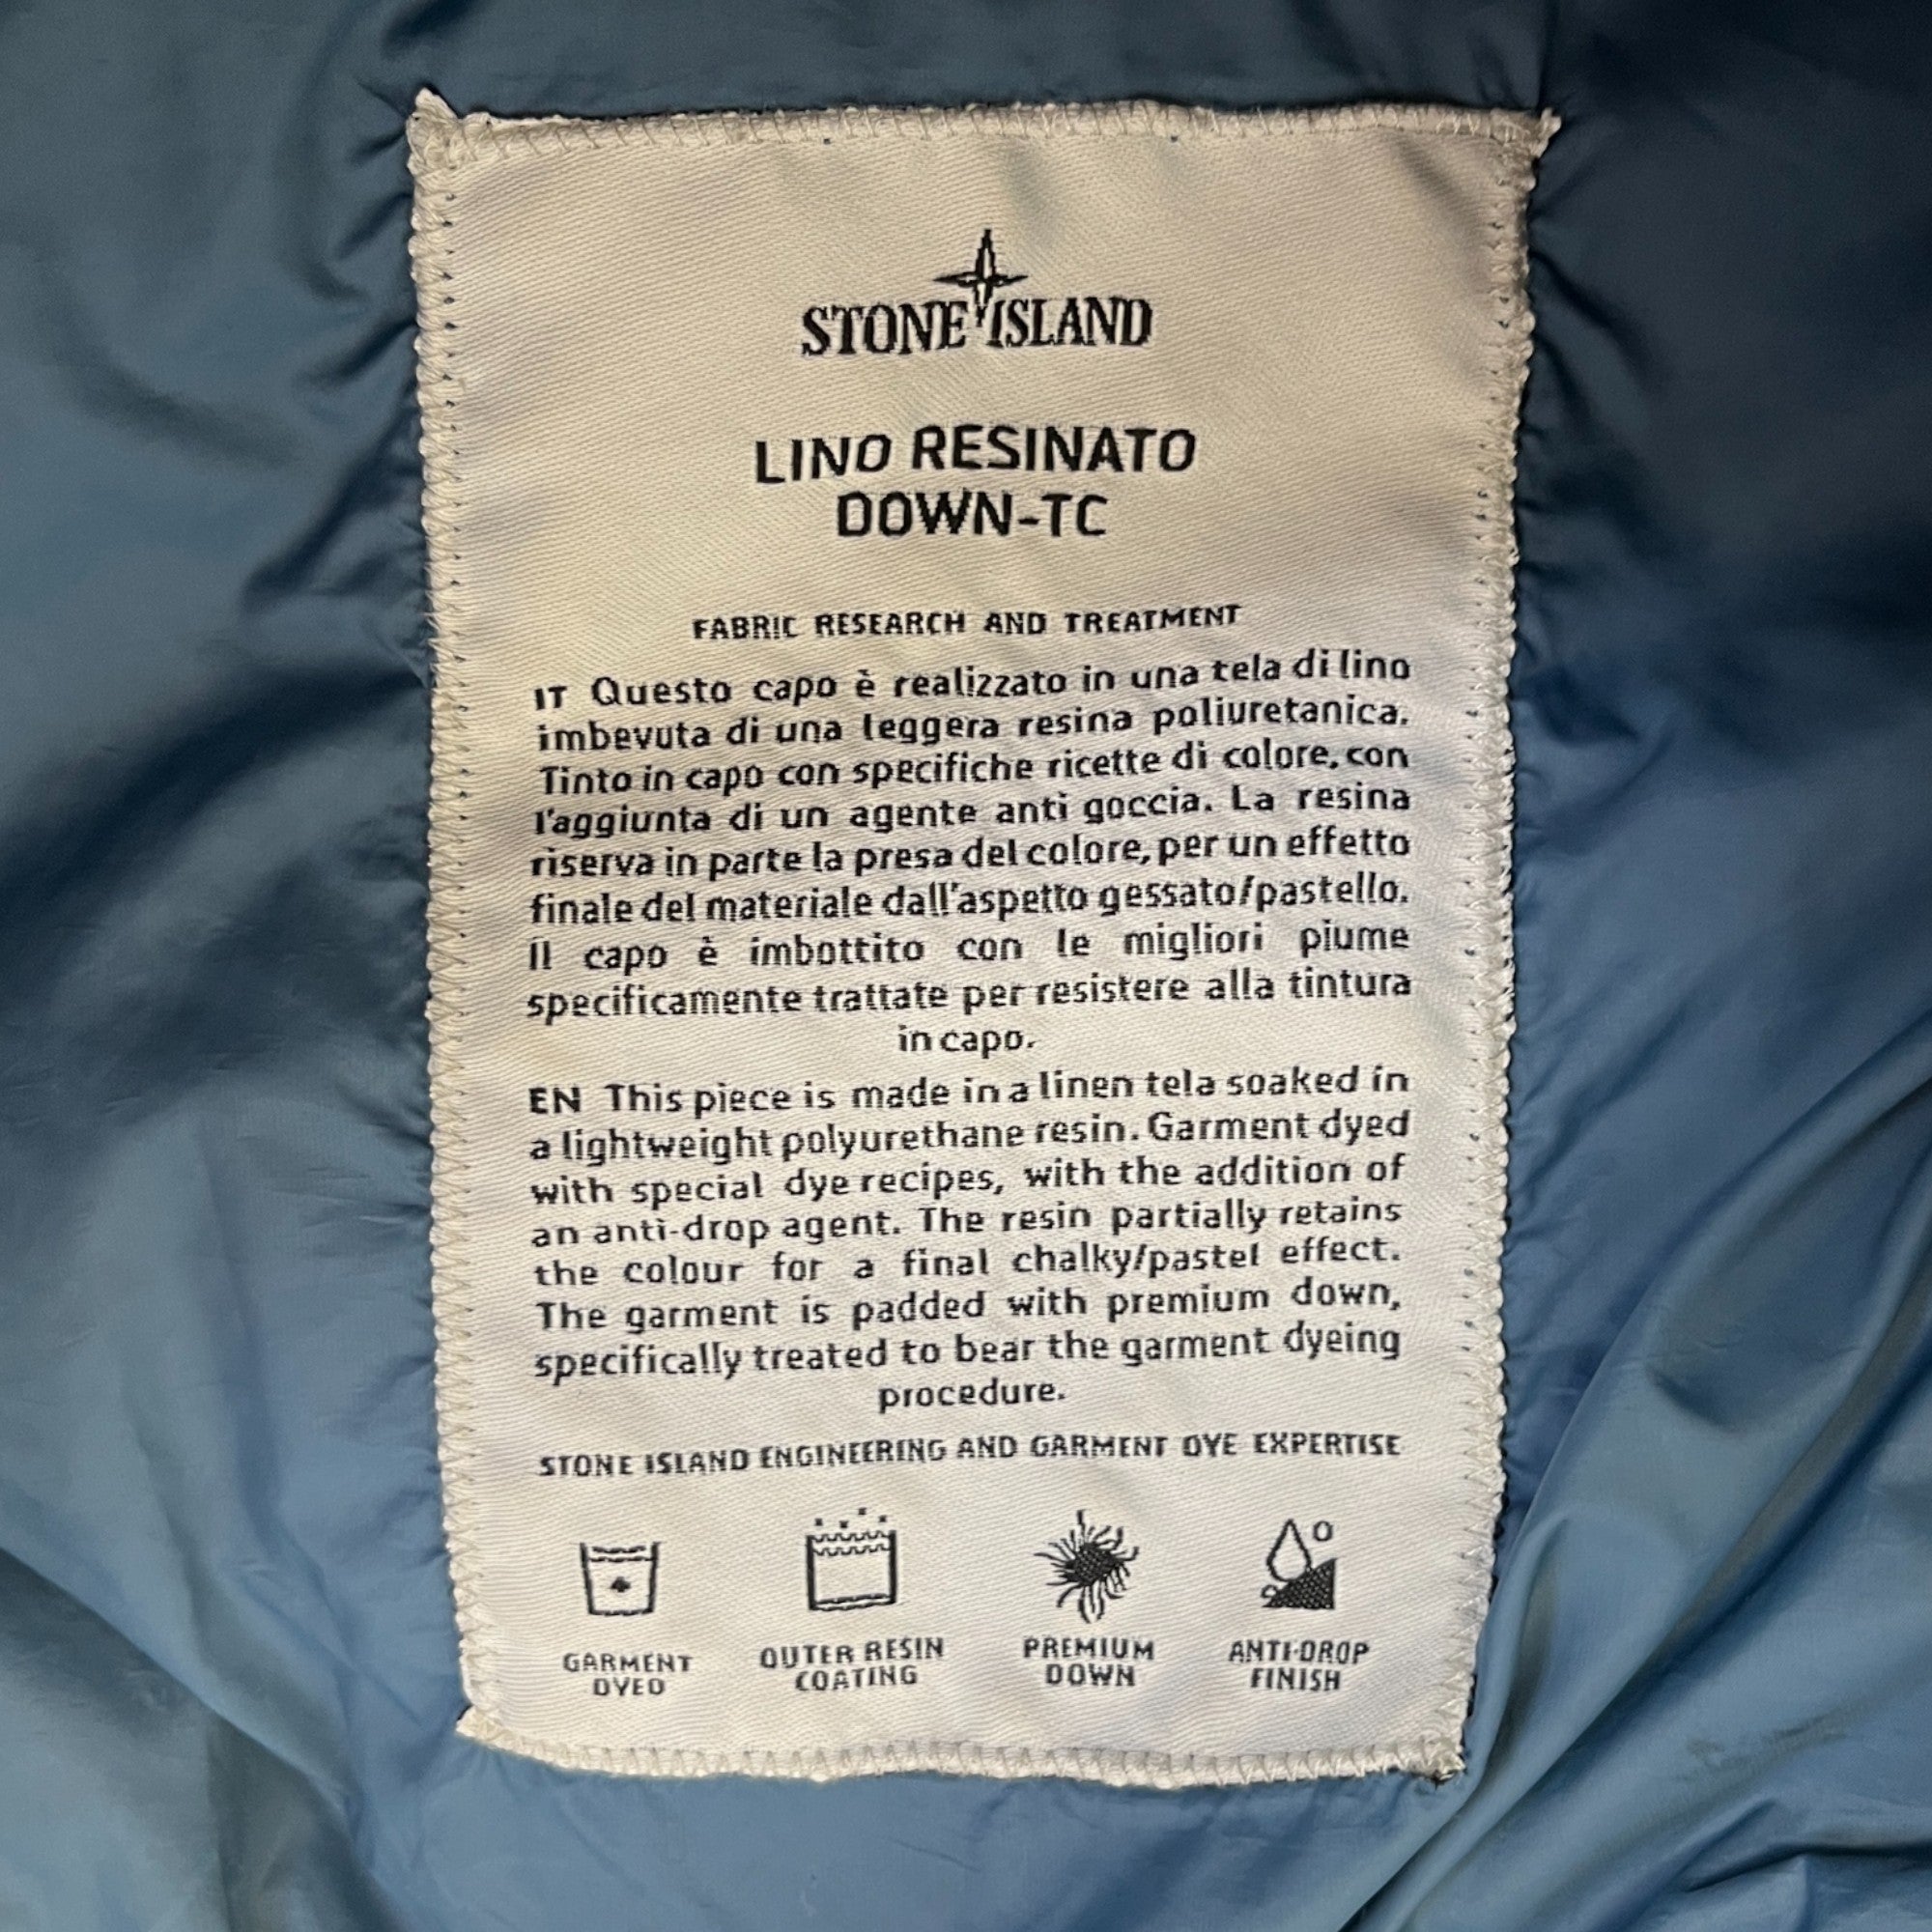 STONE ISLAND
LINO RESINATO
DOWN-TC
FABRIC RESEARCH AND TREATMENT
IT Questo capo è realizzato in una tela di lino
imbevuta di una leggera resina poliuretanica.
Tinto in capo con specifiche ricette di colore, con
l'aggiunta di un agente anti goccia. La resina
riserva in parte la presa del colore, per un effetto
finale del materiale dall'aspetto gessato/pastello.
Il capo è imbottito con le migliori piume
specificamente trattate per resistere alla tintura
in capo.
EN This piece is made in a linen tela soaked in
a lightweight polyurethane resin. Garment dyed
with special dye recipes, with the addition of
an anti-drop agent. The resin partially retains
the colour for a final chalky/pastel effect.
The garment is padded with premium down,
specifically treated to bear the garment dyeing
procedure.
STONE ISLAND ENGINEERING AND GARMENT DYE EXPERTISE
GARMENT
DYED
OUTER RESIN
COATING
PREMIUM
DOWN
ANTI-DROP
FINISH